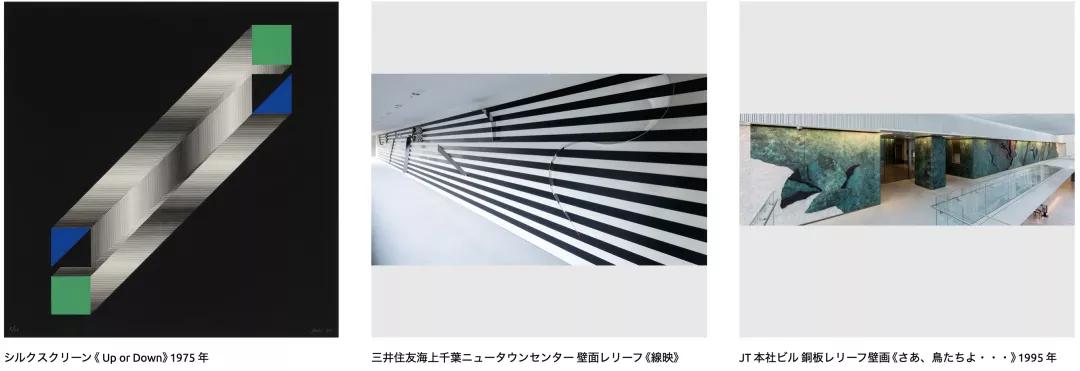 シルクスクリーン《 Up or Down》1975 年
三井住友海上千葉ニュータウンセンター 壁面レリーフ《線映》
JT 本社ビル 銅板レリーフ壁画《さあ、鳥たちよ・・・》1995 年